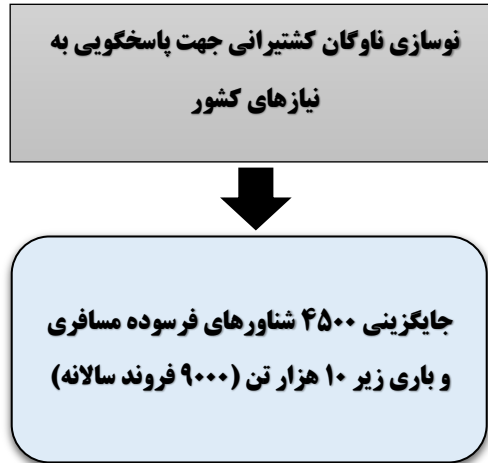 نوسازی ناوگان کشتیرانی جهت پاسخگویی به
نیازهای کشور
جایگزینی ۴۵۰۰ شناورهای فرسوده مسافری
و باری زیر ۱۰ هزار تن (۹۰۰۰ فروند سالانه)